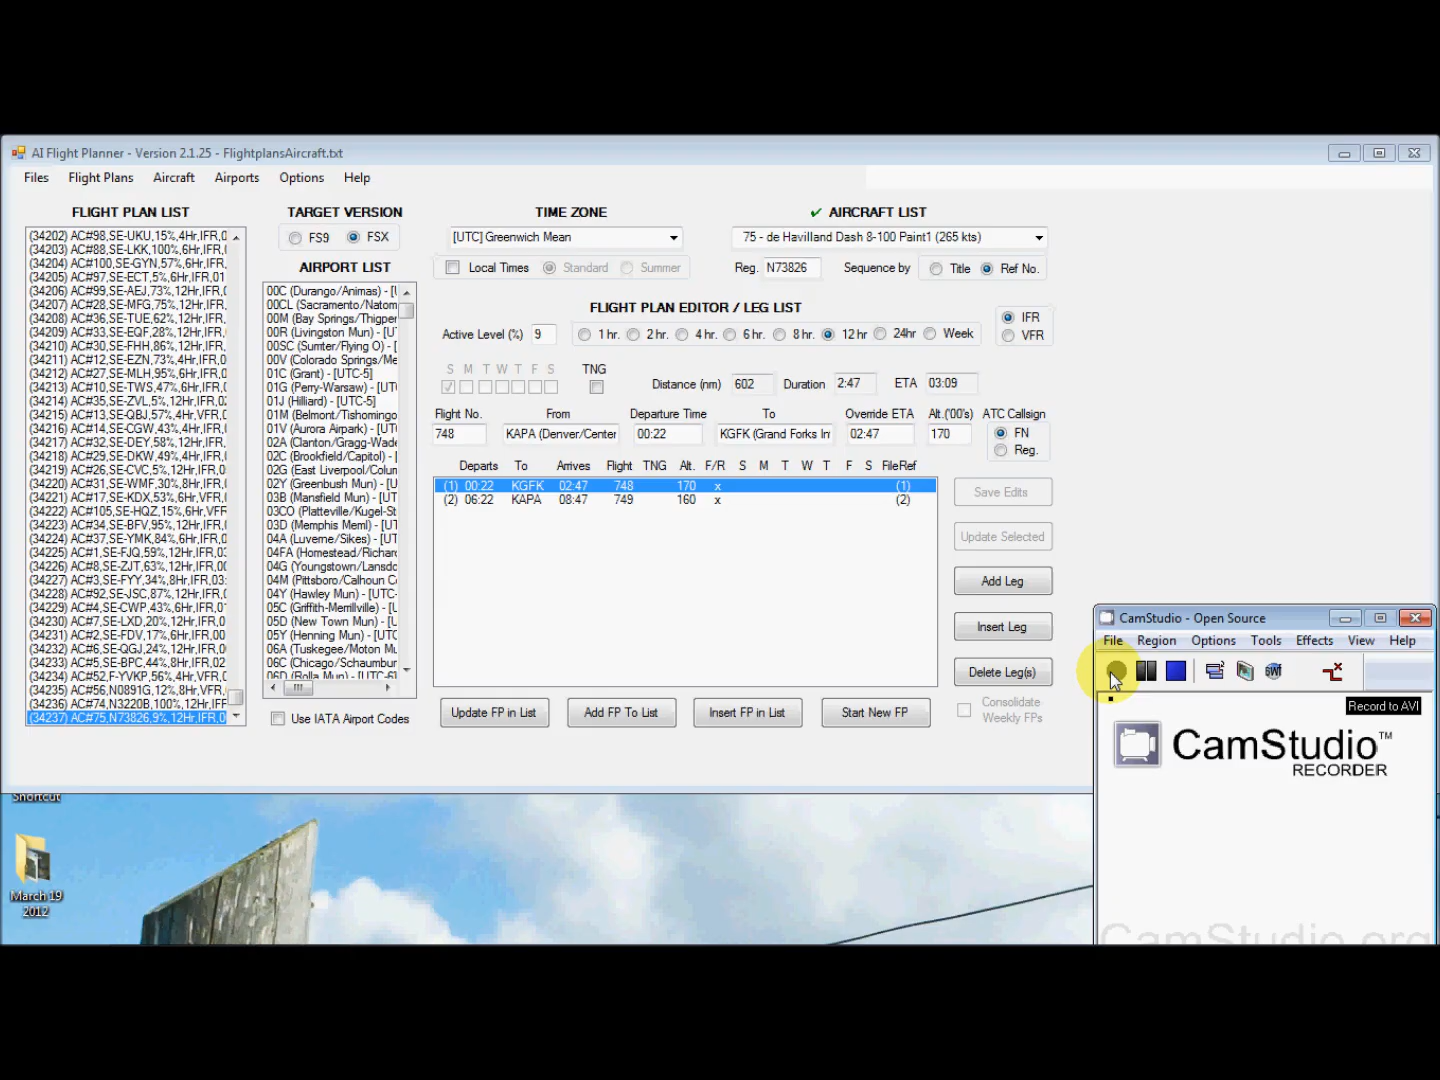 AI Flight Planner - Version 2.1.25 - FlightplansAircraft.txt
Files Flight Plans Aircraft Airports Options Help
FLIGHT PLAN LIST
(34202) AC#98,SE-UKU,15%,4Hr,IFR,0
(34203) AC#88,SE-LKK,100%,6Hr,IFR,
(34204) AC#100,SE-GYN,57%,6Hr,IFR,
(34205) AC#97,SE-ECT,5%,6Hr,IFR,01
(34206) AC#99,SE-AEJ,73%,12Hr,IFR,
(34207) AC#28,SE-MFG,75%,12Hr,IFR,
(34208) AC#36,SE-TUE,62%,12Hr,IFR,
(34209) AC#33,SE-EQF,28%,12Hr,IFR,
(34210) AC#30,SE-FHH,86%,12Hr,IFR,
(34211) AC#12,SE-EZN,73%,4Hr,IFR,0
(34212) AC#27,SE-MLH,95%,6Hr,IFR,0
(34213) AC#10,SE-TWS,47%,6Hr,IFR,0
(34214) AC#35,SE-ZVL,5%,12Hr,IFR,02
(34215) AC#13,SE-QBJ,57%,4Hr,VFR,0
(34216) AC#14,SE-CGW,43%,4Hr,IFR,0
(34217) AC#32,SE-DEY,58%,12Hr,IFR,0
(34218) AC#29,SE-DKW,49%,4Hr,IFR,0
(34219) AC#26,SE-CVC,5%,12Hr,IFR,0
(34220) AC#31,SE-WMF,30%,8Hr,IFR,0
(34221) AC#17,SE-KDX,53%,6Hr,VFR,0
(34222) AC#105,SE-HQZ,15%,6Hr,VFR
(34223) AC#34,SE-BFV,95%,12Hr,IFR,0
(34224) AC#37,SE-YMK,84%,6Hr,IFR,0
(34225) AC#1,SE-FJQ,59%,12Hr,IFR,03
(34226) AC#8,SE-ZJT,63%,12Hr,IFR,00
(34227) AC#3,SE-FYY,34%,8Hr,IFR,03:
(34228) AC#92,SE-JSC,87%,12Hr,IFR,0
(34229) AC#4,SE-CWP,43%,6Hr,IFR,0
(34230) AC#7,SE-LXD,20%,12Hr,IFR,0
(34231) AC#2,SE-FDV,17%,6Hr,IFR,00
(34232) AC#6,SE-QGJ,24%,12Hr,IFR,0
(34233) AC#5,SE-BPC,44%,8Hr,IFR,03
(34234) AC#52,F-YVKP,56%,4Hr,IFR,0
(34235) AC#56,N0891G,12%,8Hr,VFR,
(34236) AC#74,N3220B,100%,12Hr,IFR
(34237) AC#75,N73826,9%,12Hr,IFR,0
TARGET VERSION
FS9 FSX
AIRPORT LIST
00C (Durango/Animas) - [U
00CL (Sacramento/Natom
00M (Bay Springs/Thigper
00R (Livingston Mun) - [U
00SC (Sumter/Flying O) - [
00V (Colorado Springs/Me
01C (Grant) - [UTC-5]
01G (Perry-Warsaw) - [UT
01J (Hilliard) - [UTC-5]
01M (Belmont/Tishomingo
01V (Aurora Airpark) - [UT
02A (Clanton/Gragg-Wade
02C (Brookfield/Capitol) -
02G (East Liverpool/Colun
02Y (Greenbush Mun) - [U
03B (Mansfield Mun) - [UT
03CO (Platteville/Kugel-St
03D (Memphis Meml) - [U
04A (Luverne/Sikes) - [UT
04FA (Homestead/Richard
04G (Youngstown/Lansdo
04M (Pittsboro/Calhoun C
04Y (Hawley Mun) - [UTC-
05C (Griffith-Merrillville) - [
05D (New Town Mun) - [U
05Y (Henning Mun) - [UTC
06A (Tuskegee/Moton Mu
06C (Chicago/Schaumbur
06D (Rolla Mun) - [UTC-6]
Use IATA Airport Codes
TIME ZONE
[UTC] Greenwich Mean
Local Times Standard Summer
✔ AIRCRAFT LIST
75 - de Havilland Dash 8-100 Paint1 (265 kts)
Reg. N73826 Sequence by Title Ref No.
FLIGHT PLAN EDITOR / LEG LIST
Active Level (%) 9 1 hr. 2 hr. 4 hr. 6 hr. 8 hr. 12 hr 24hr Week
IFR
VFR
S M T W T F S TNG
Distance (nm) 602 Duration 2:47 ETA 03:09
Flight No. From Departure Time To Override ETA Alt.('00's) ATC Callsign
748 KAPA (Denver/Center 00:22 KGFK (Grand Forks In 02:47 170 FN
Reg.
Departs To Arrives Flight TNG Alt. F/R S M T W T F S FileRef
(1) 00:22 KGFK 02:47 748 170 x (1)
(2) 06:22 KAPA 08:47 749 160 x (2)
Save Edits
Update Selected
Add Leg
Insert Leg
Delete Leg(s)
Consolidate
Weekly FPs
Update FP in List Add FP To List Insert FP in List Start New FP
CamStudio - Open Source
File Region Options Tools Effects View Help
SWf
Record to AVI
CamStudio™
RECORDER
CamStudio.org
Shortcut
March 19
2012